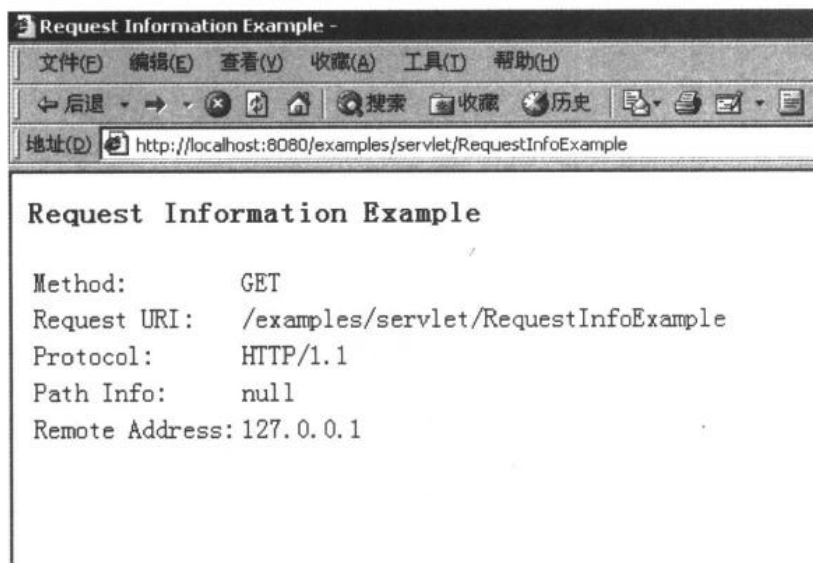 Request Information Example -
文件(F) 编辑(E) 查看(V) 收藏(A) 工具(T) 帮助(H)
后退 搜索 收藏 历史
地址(D) http://localhost:8080/examples/servlet/RequestInfoExample
Request Information Example
Method: GET
Request URI: /examples/servlet/RequestInfoExample
Protocol: HTTP/1.1
Path Info: null
Remote Address: 127.0.0.1